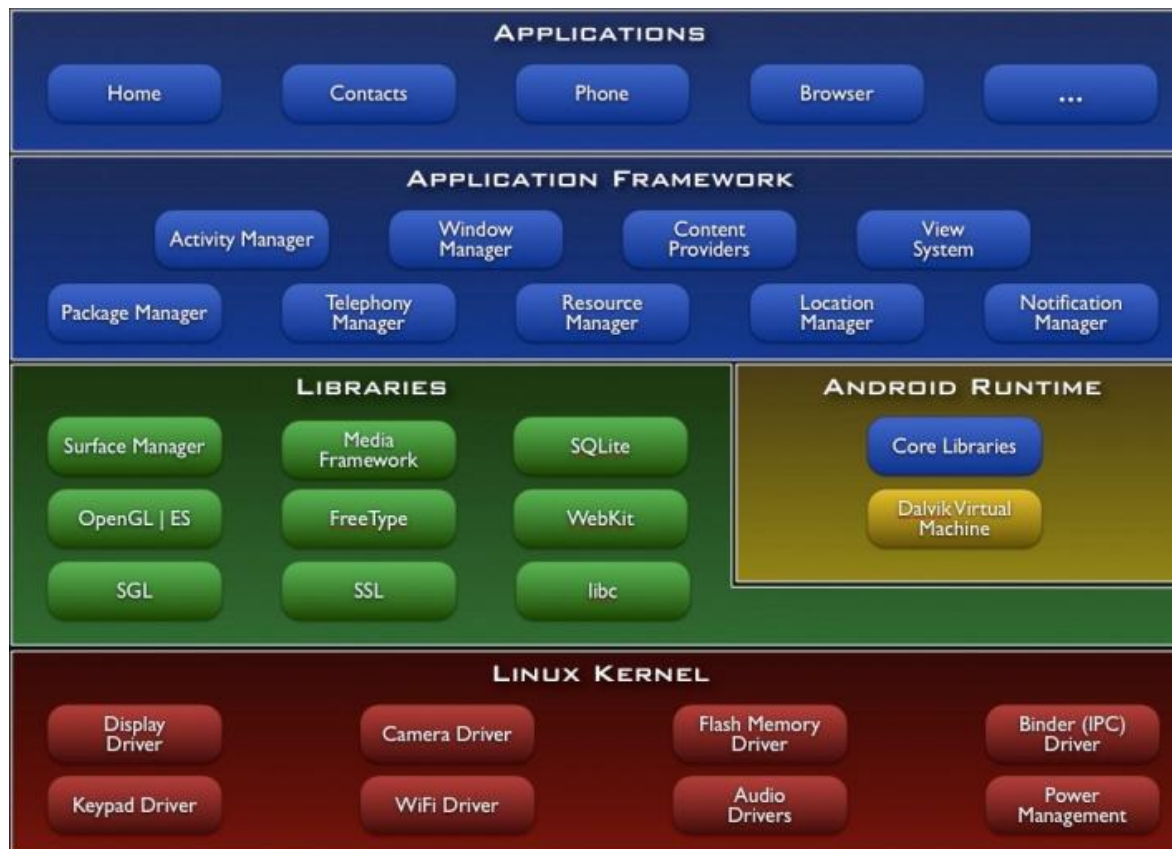 APPLICATIONS
Home
Contacts
Phone
Browser
...
APPLICATION FRAMEWORK
Activity Manager
Window
Manager
Content
Providers
View
System
Package Manager
Telephony
Manager
Resource
Manager
Location
Manager
Notification
Manager
LIBRARIES
Surface Manager
Media
Framework
SQLite
OpenGL | ES
FreeType
WebKit
SGL
SSL
libc
ANDROID RUNTIME
Core Libraries
Dalvik Virtual
Machine
LINUX KERNEL
Display
Driver
Camera Driver
Flash Memory
Driver
Binder (IPC)
Driver
Keypad Driver
WiFi Driver
Audio
Drivers
Power
Management